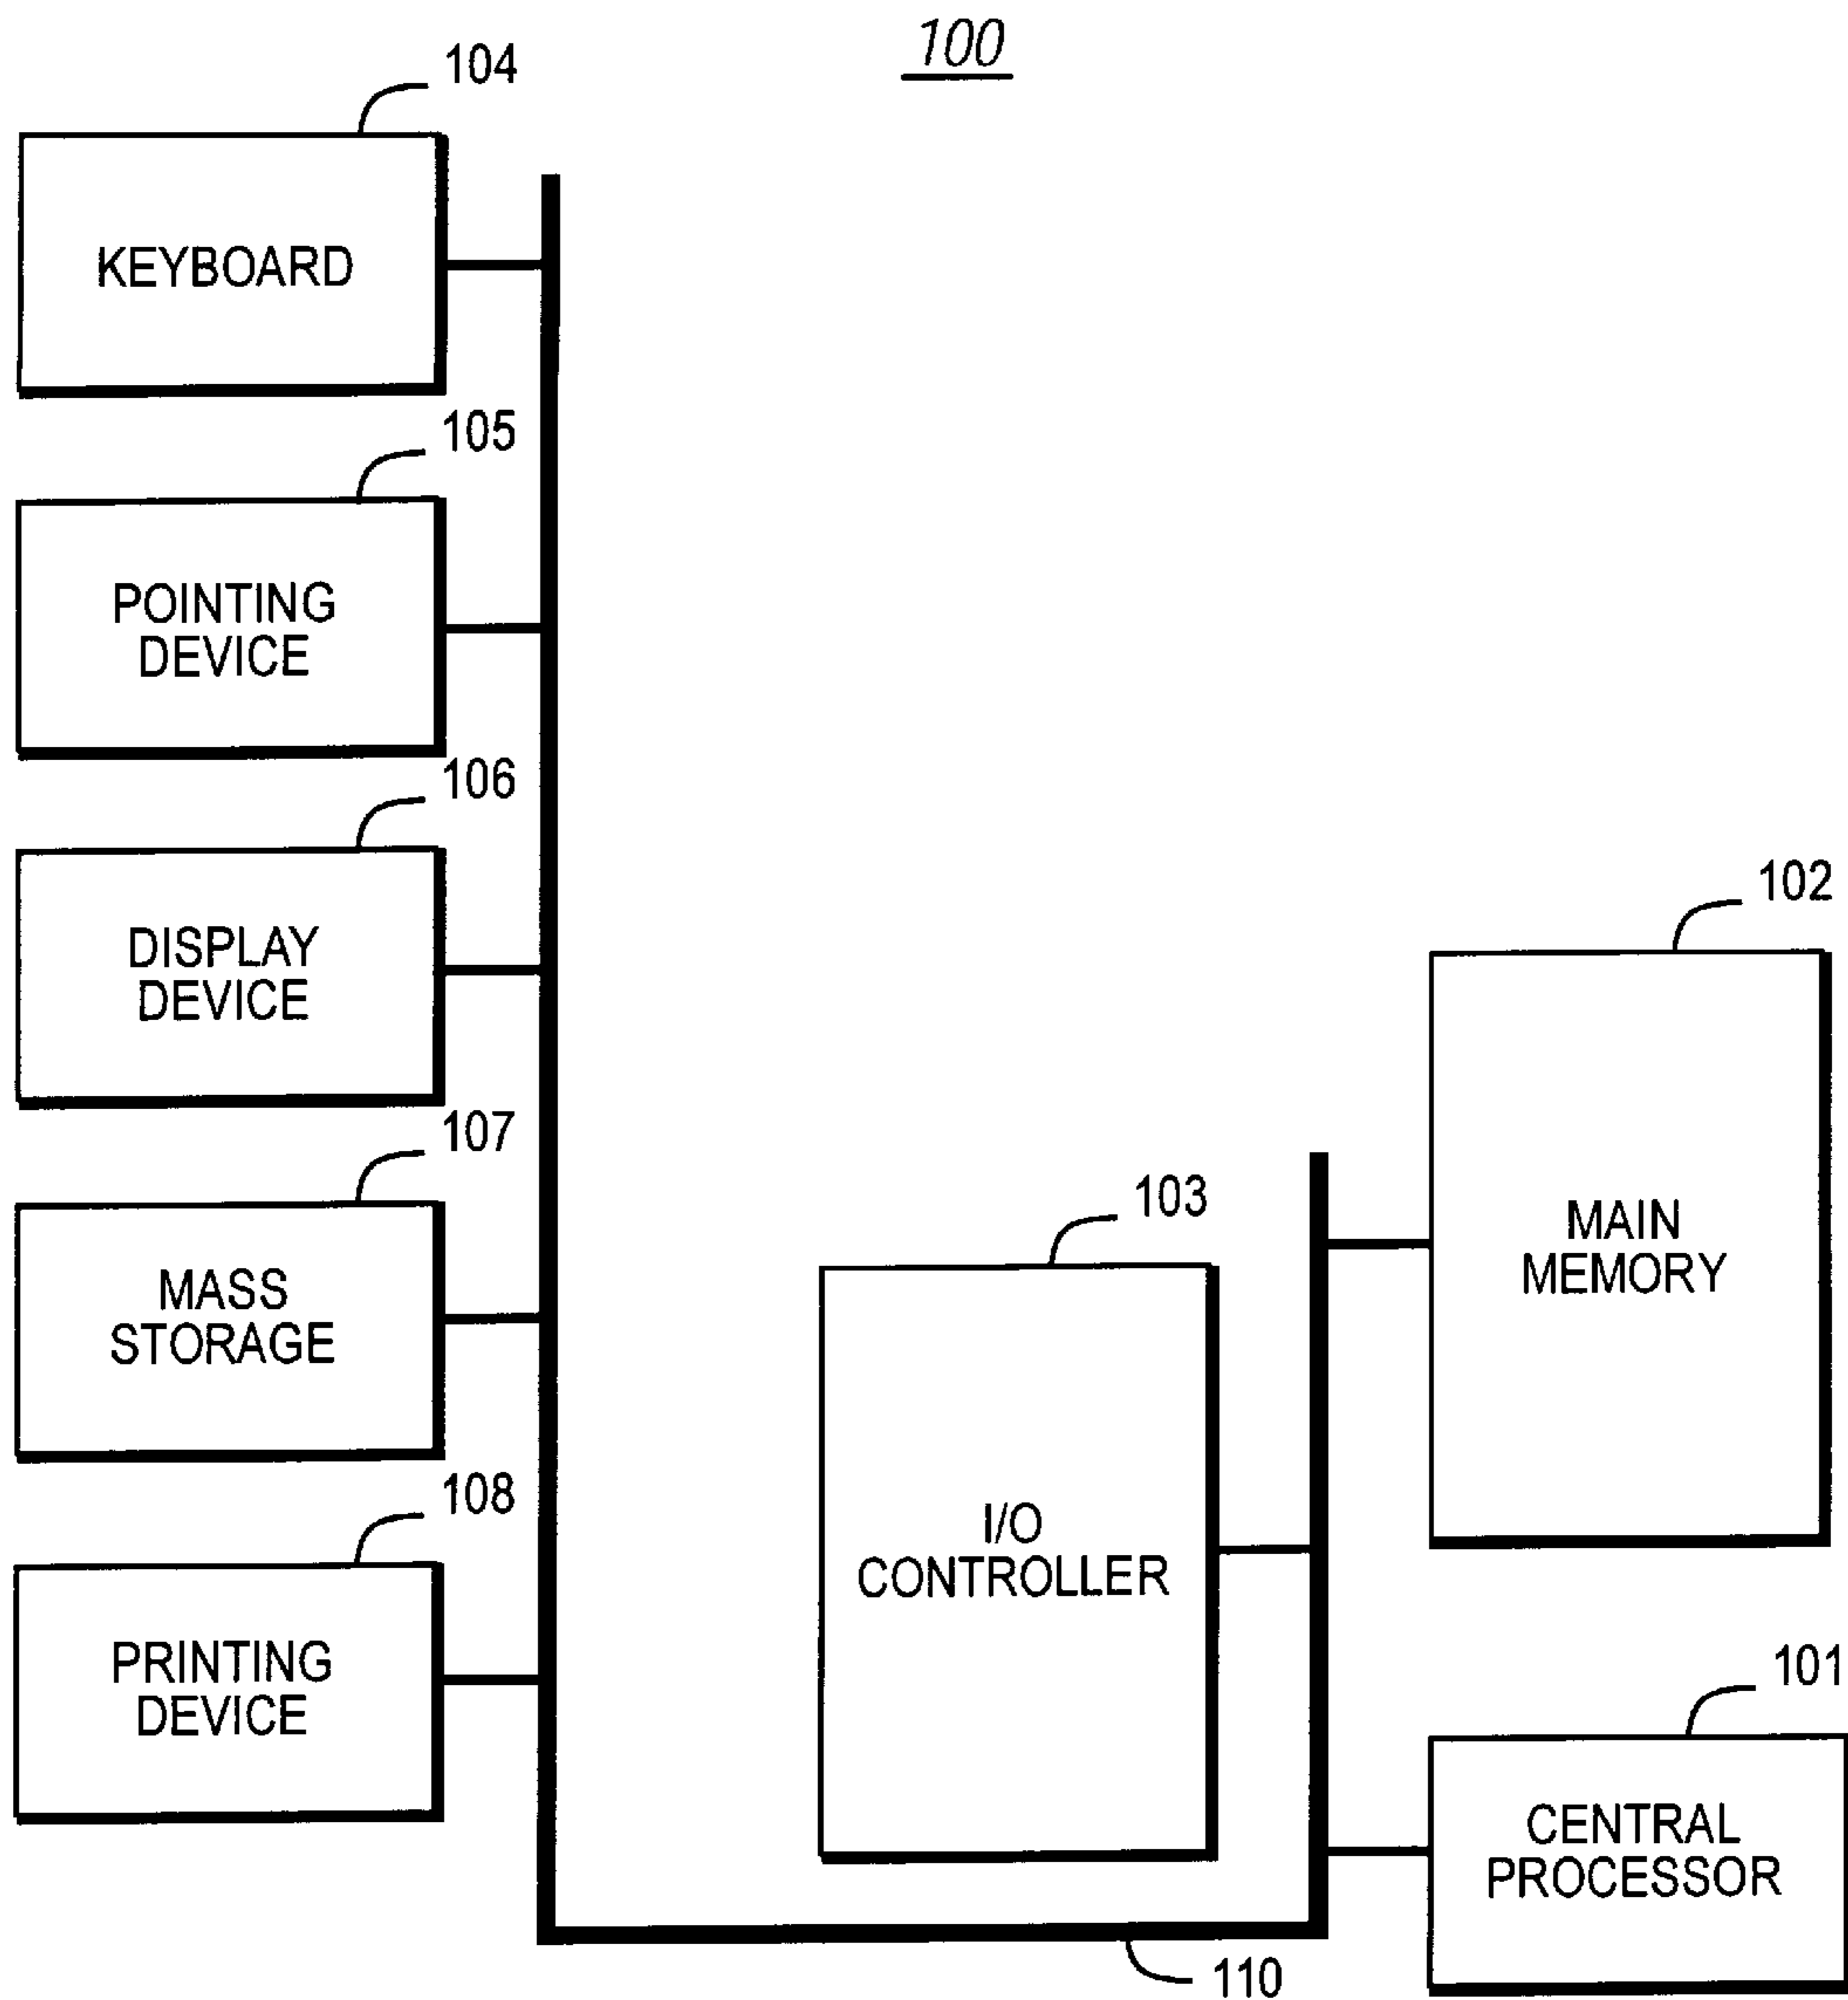 100
104
KEYBOARD
105
POINTING
DEVICE
106
DISPLAY
DEVICE
107
MASS
STORAGE
108
PRINTING
DEVICE
103
I/O
CONTROLLER
102
MAIN
MEMORY
101
CENTRAL
PROCESSOR
110